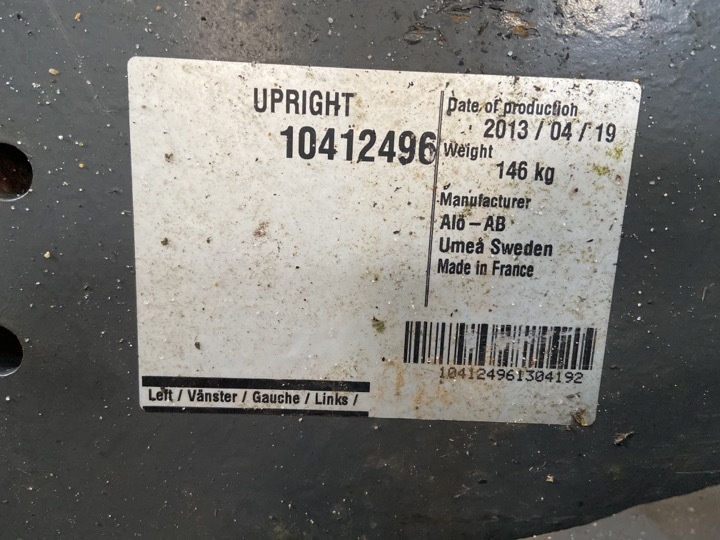 UPRIGHT
10412496
Date of production
2013 / 04 / 19
Weight
146 kg
Manufacturer
Alö – AB
Umeå Sweden
Made in France
104124961304192
Left / Vänster / Gauche / Links /